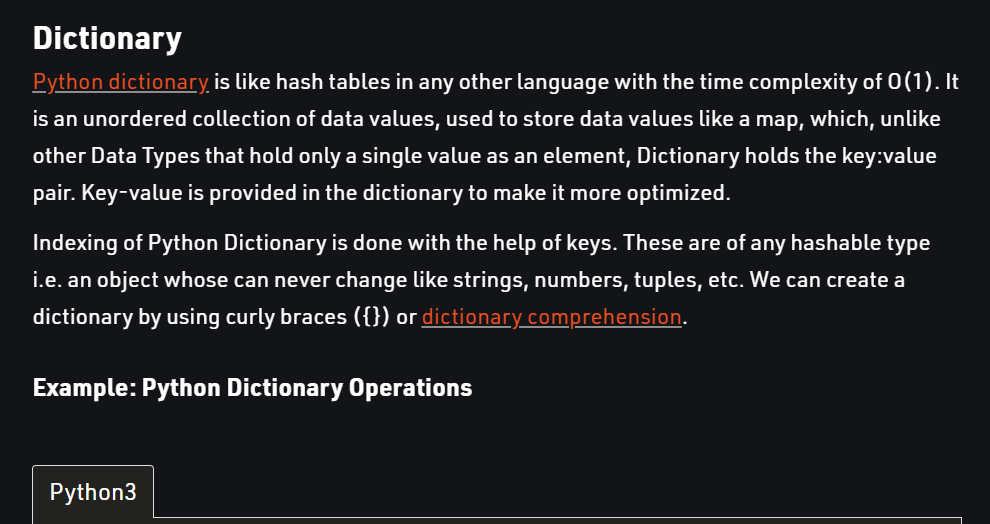 Dictionary
Python dictionary is like hash tables in any other language with the time complexity of O(1). It
is an unordered collection of data values, used to store data values like a map, which, unlike
other Data Types that hold only a single value as an element, Dictionary holds the key:value
pair. Key-value is provided in the dictionary to make it more optimized.
Indexing of Python Dictionary is done with the help of keys. These are of any hashable type
i.e. an object whose can never change like strings, numbers, tuples, etc. We can create a
dictionary by using curly braces ({}) or dictionary comprehension.
Example: Python Dictionary Operations
Python3